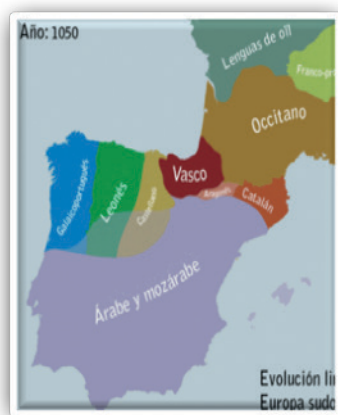 Año: 1050
Lenguas de oïl
Franco-pro
Occitano
Vasco
Galaicoportugués
Leonés
Castellano
Aragonés
Catalán
Árabe y mozárabe
Evolución li
Europa sudo